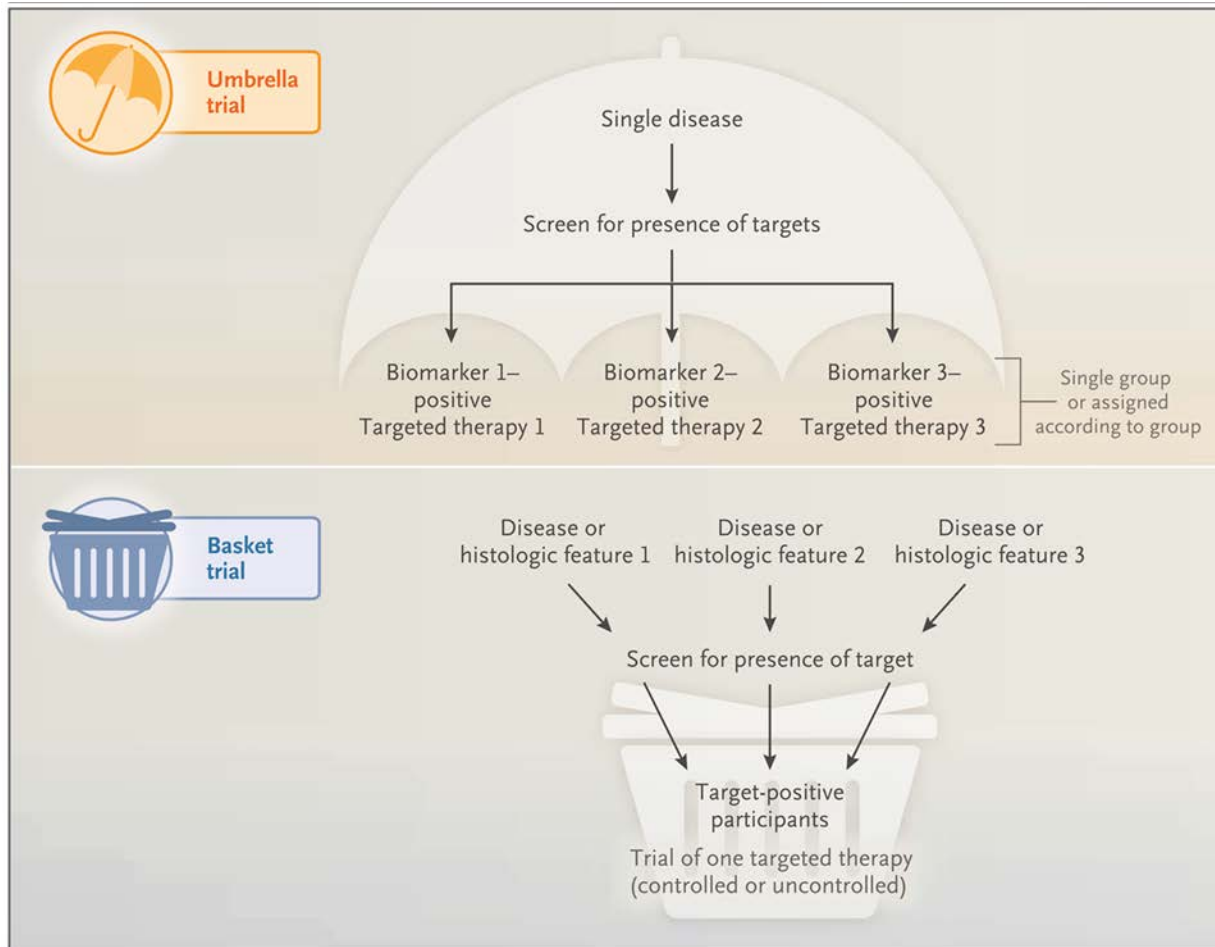 Umbrella
trial
Single disease
Screen for presence of targets
Biomarker 1–
positive
Targeted therapy 1
Biomarker 2–
positive
Targeted therapy 2
Biomarker 3–
positive
Targeted therapy 3
Single group
or assigned
according to group
Basket
trial
Disease or
histologic feature 1
Disease or
histologic feature 2
Disease or
histologic feature 3
Screen for presence of target
Target-positive
participants
Trial of one targeted therapy
(controlled or uncontrolled)